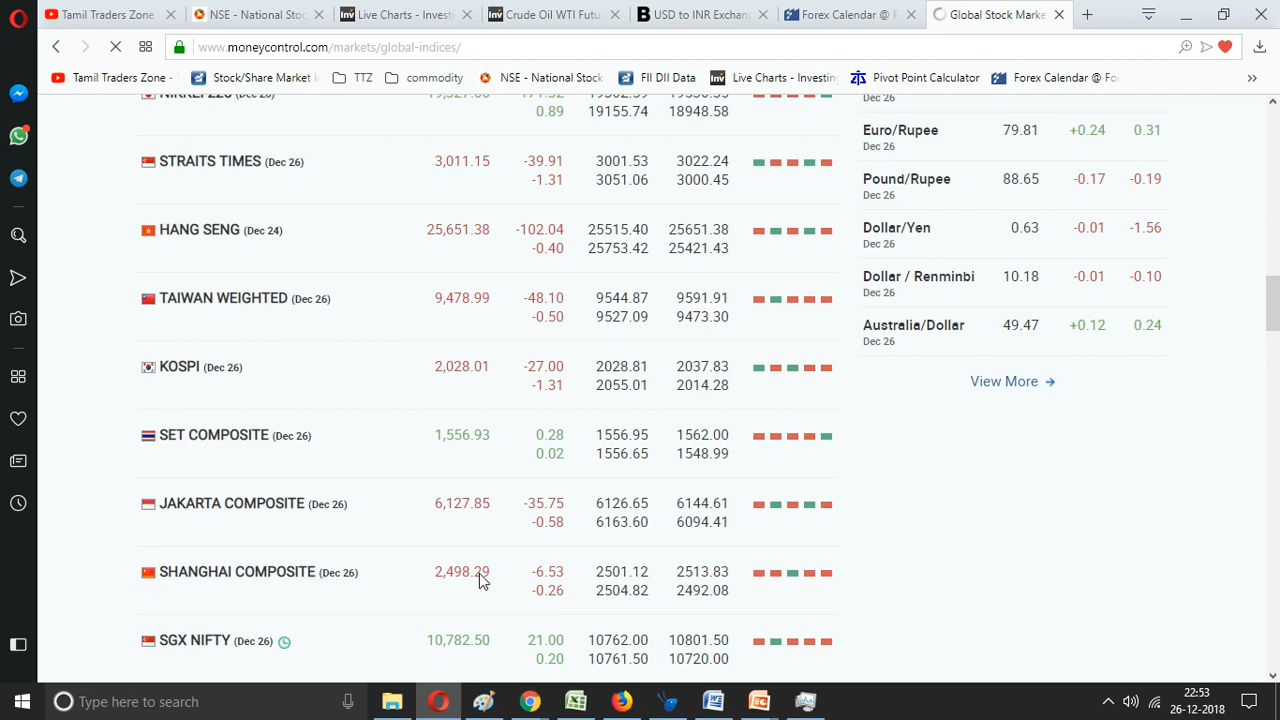 Tamil Traders Zone
NSE - National Stoc
Live Charts - Investi
Crude Oil WTI Futu
USD to INR Exchan
Forex Calendar @ F
Global Stock Marke
www.moneycontrol.com/markets/global-indices/
Tamil Traders Zone -
Stock/Share Market
TTZ
commodity
NSE - National Stock
FII DII Data
Live Charts - Investin
Pivot Point Calculator
Forex Calendar @ Fo
0.89 19155.74 18948.58
STRAITS TIMES (Dec 26) 3,011.15 -39.91 3001.53 3022.24
-1.31 3051.06 3000.45
HANG SENG (Dec 24) 25,651.38 -102.04 25515.40 25651.38
-0.40 25753.42 25421.43
TAIWAN WEIGHTED (Dec 26) 9,478.99 -48.10 9544.87 9591.91
-0.50 9527.09 9473.30
KOSPI (Dec 26) 2,028.01 -27.00 2028.81 2037.83
-1.31 2055.01 2014.28
SET COMPOSITE (Dec 26) 1,556.93 0.28 1556.95 1562.00
0.02 1556.65 1548.99
JAKARTA COMPOSITE (Dec 26) 6,127.85 -35.75 6126.65 6144.61
-0.58 6163.60 6094.41
SHANGHAI COMPOSITE (Dec 26) 2,498.29 -6.53 2501.12 2513.83
-0.26 2504.82 2492.08
SGX NIFTY (Dec 26) 10,782.50 21.00 10762.00 10801.50
0.20 10761.50 10720.00
Dec 26
Euro/Rupee 79.81 +0.24 0.31
Dec 26
Pound/Rupee 88.65 -0.17 -0.19
Dec 26
Dollar/Yen 0.63 -0.01 -1.56
Dec 26
Dollar / Renminbi 10.18 -0.01 -0.10
Dec 26
Australia/Dollar 49.47 +0.12 0.24
Dec 26
View More
Type here to search
22:53
26-12-2018